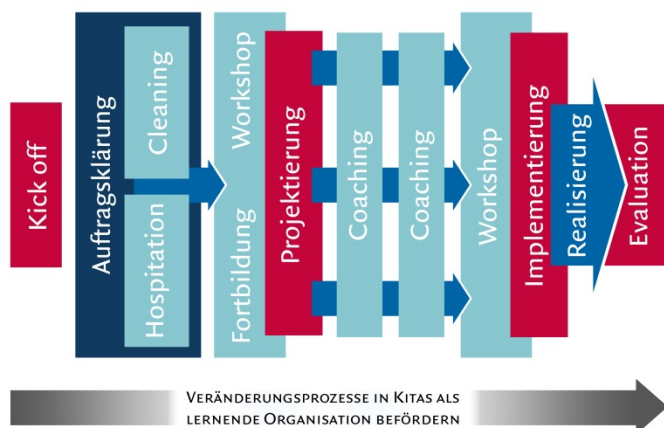 Kick off
Auftragsklärung
Cleaning
Hospitation
Workshop
Fortbildung
Projektierung
Coaching
Coaching
Workshop
Implementierung
Realisierung
Evaluation
Veränderungsprozesse in Kitas als
lernende Organisation befördern